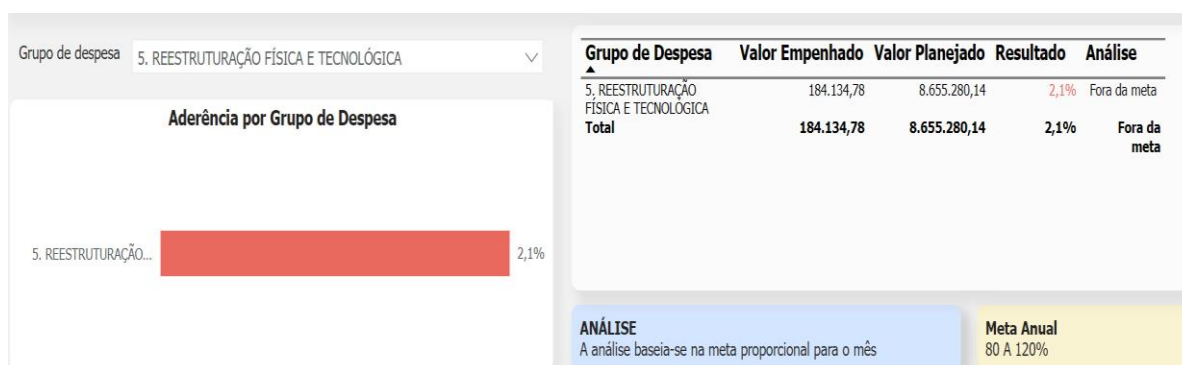 Grupo de despesa 5. REESTRUTURAÇÃO FÍSICA E TECNOLÓGICA
Aderência por Grupo de Despesa
5. REESTRUTURAÇÃO... 2,1%
Grupo de Despesa Valor Empenhado Valor Planejado Resultado Análise
5. REESTRUTURAÇÃO 184.134,78 8.655.280,14 2,1% Fora da meta
FÍSICA E TECNOLÓGICA
Total 184.134,78 8.655.280,14 2,1% Fora da
meta
ANÁLISE
A análise baseia-se na meta proporcional para o mês
Meta Anual
80 A 120%